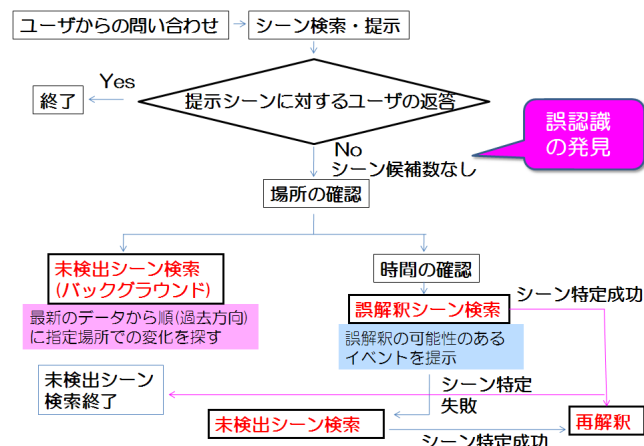 ユーザからの問い合わせ
シーン検索・提示
Yes
終了
提示シーンに対するユーザの返答
誤認識
の発見
No
シーン候補数なし
場所の確認
未検出シーン検索
(バックグラウンド)
時間の確認
シーン特定成功
誤解釈シーン検索
最新のデータから順(過去方向)
に指定場所での変化を探す
誤解釈の可能性のある
イベントを提示
未検出シーン
検索終了
シーン特定
失敗
未検出シーン検索
再解釈
シーン特定成功